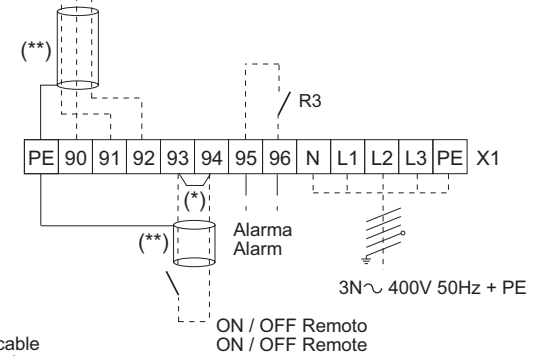 (**)
R3
PE 90 91 92 93 94 95 96 N L1 L2 L3 PE X1
(*)
(**)
Alarma
Alarm
3N∿ 400V 50Hz + PE
ON / OFF Remoto
cable
ON / OFF Remote